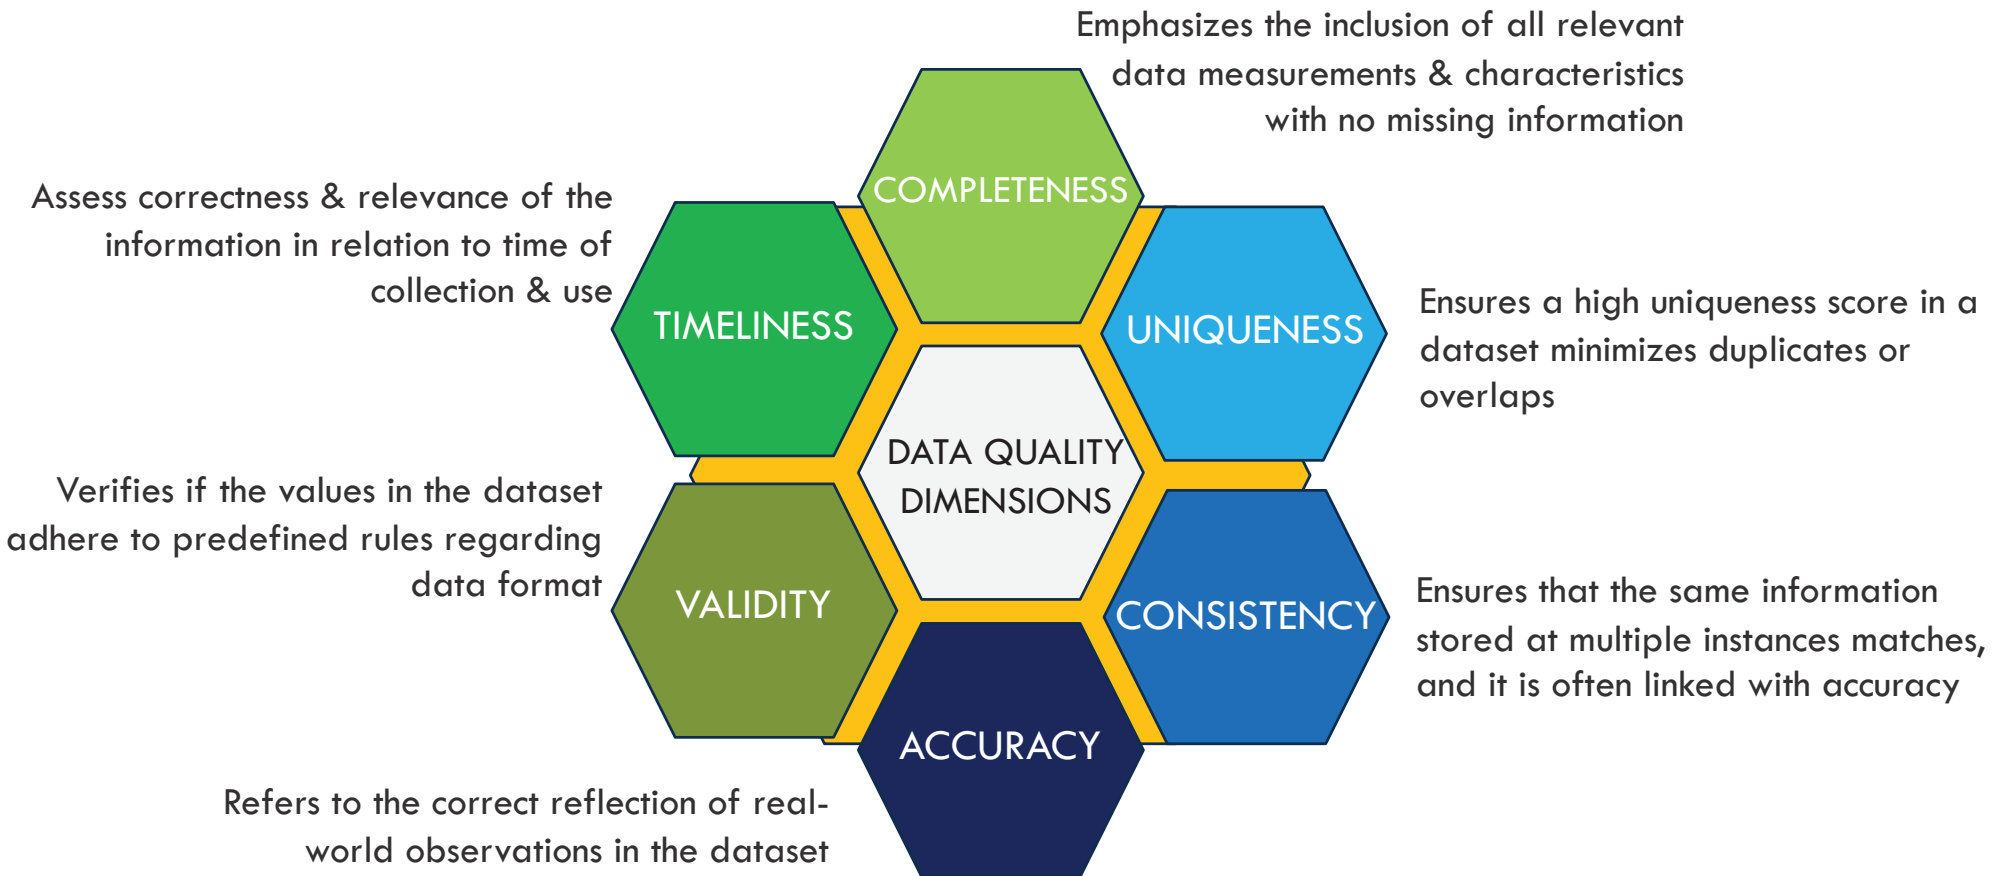 Emphasizes the inclusion of all relevant
data measurements & characteristics
with no missing information
COMPLETENESS
Assess correctness & relevance of the
information in relation to time of
collection & use
TIMELINESS
UNIQUENESS
Ensures a high uniqueness score in a
dataset minimizes duplicates or
overlaps
DATA QUALITY
DIMENSIONS
Verifies if the values in the dataset
adhere to predefined rules regarding
data format
VALIDITY
CONSISTENCY
Ensures that the same information
stored at multiple instances matches,
and it is often linked with accuracy
ACCURACY
Refers to the correct reflection of real-
world observations in the dataset